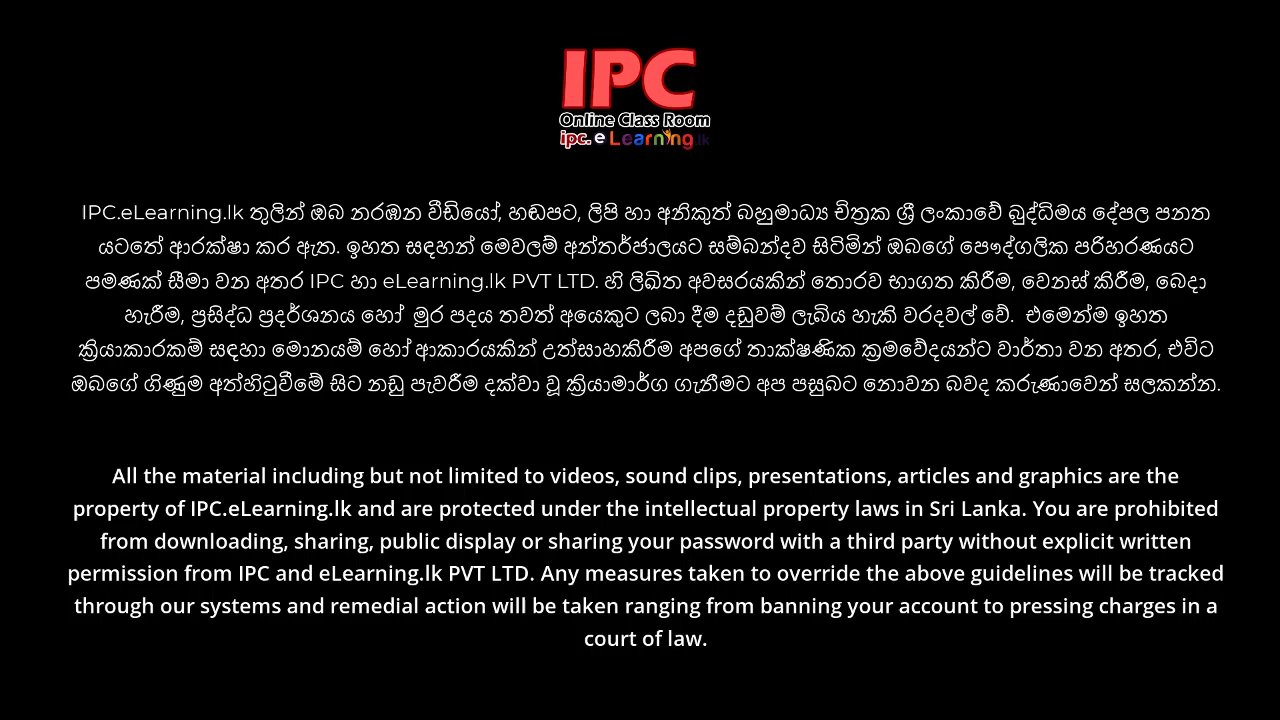 IPC
Online Class Room
ipc.eLearning.lk
IPC.eLearning.lk තුලින් ඔබ නරඹන වීඩියෝ, හඬපට, ලිපි හා අනිකුත් බහුමාධ්‍ය චිත්‍රක ශ්‍රී ලංකාවේ බුද්ධිමය දේපල පනත
යටතේ ආරක්ෂා කර ඇත. ඉහත සඳහන් මෙවලම් අන්තර්ජාලයට සම්බන්දව සිටිමින් ඔබගේ පෞද්ගලික පරිහරණයට
පමණක් සීමා වන අතර IPC හා eLearning.lk PVT LTD. හි ලිඛිත අවසරයකින් තොරව භාගත කිරීම, වෙනස් කිරීම, බෙදා
හැරීම, ප්‍රසිද්ධ ප්‍රදර්ශනය හෝ මුර පදය තවත් අයෙකුට ලබා දීම දඩුවම් ලැබිය හැකි වරදවල් වේ. එමෙන්ම ඉහත
ක්‍රියාකාරකම් සඳහා මොනයම් හෝ ආකාරයකින් උත්සාහකිරීම අපගේ තාක්ෂණික ක්‍රමවේදයන්ට වාර්තා වන අතර, එවිට
ඔබගේ ගිණුම අත්හිටුවීමේ සිට නඩු පැවරීම දක්වා වූ ක්‍රියාමාර්ග ගැනීමට අප පසුබට නොවන බවද කරුණාවෙන් සලකන්න.
All the material including but not limited to videos, sound clips, presentations, articles and graphics are the
property of IPC.eLearning.lk and are protected under the intellectual property laws in Sri Lanka. You are prohibited
from downloading, sharing, public display or sharing your password with a third party without explicit written
permission from IPC and eLearning.lk PVT LTD. Any measures taken to override the above guidelines will be tracked
through our systems and remedial action will be taken ranging from banning your account to pressing charges in a
court of law.